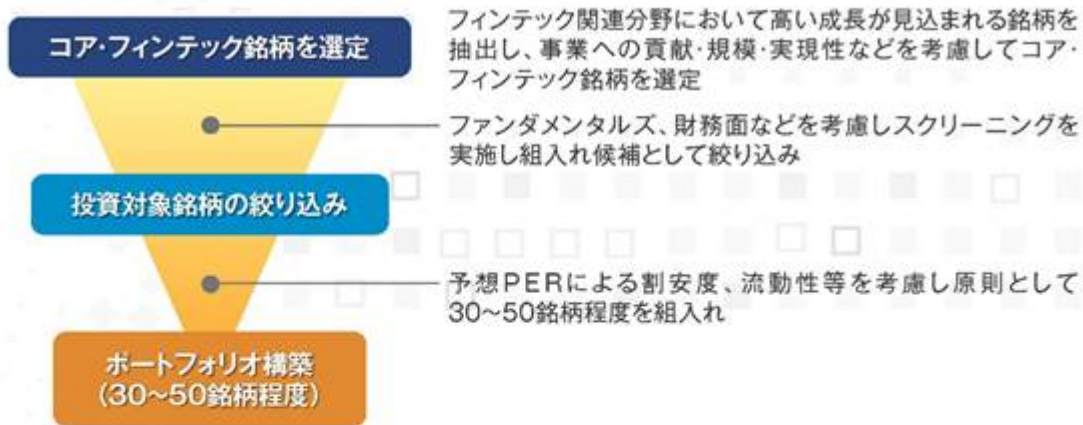 コア・フィンテック銘柄を選定
フィンテック関連分野において高い成長が見込まれる銘柄を
抽出し、事業への貢献・規模・実現性などを考慮してコア・
フィンテック銘柄を選定
ファンダメンタルズ、財務面などを考慮しスクリーニングを
実施し組入れ候補として絞り込み
投資対象銘柄の絞り込み
予想PERによる割安度、流動性等を考慮し原則として
30〜50銘柄程度を組入れ
ポートフォリオ構築
(30〜50銘柄程度)